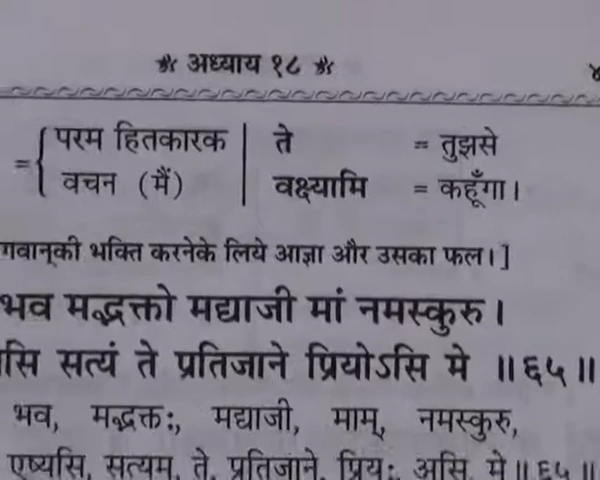 अध्याय १८
= परम हितकारक | ते = तुझसे
वचन (मैं) | वक्ष्यामि = कहूँगा।
गवान्‌की भक्ति करनेके लिये आज्ञा और उसका फल।]
भव मद्भक्तो मद्याजी मां नमस्कुरु।
सि सत्यं ते प्रतिजाने प्रियोऽसि मे ॥६५॥
भव, मद्भक्तः, मद्याजी, माम्, नमस्कुरु,
एष्यसि, सत्यम्, ते, प्रतिजाने, प्रियः, असि, मे॥६५॥